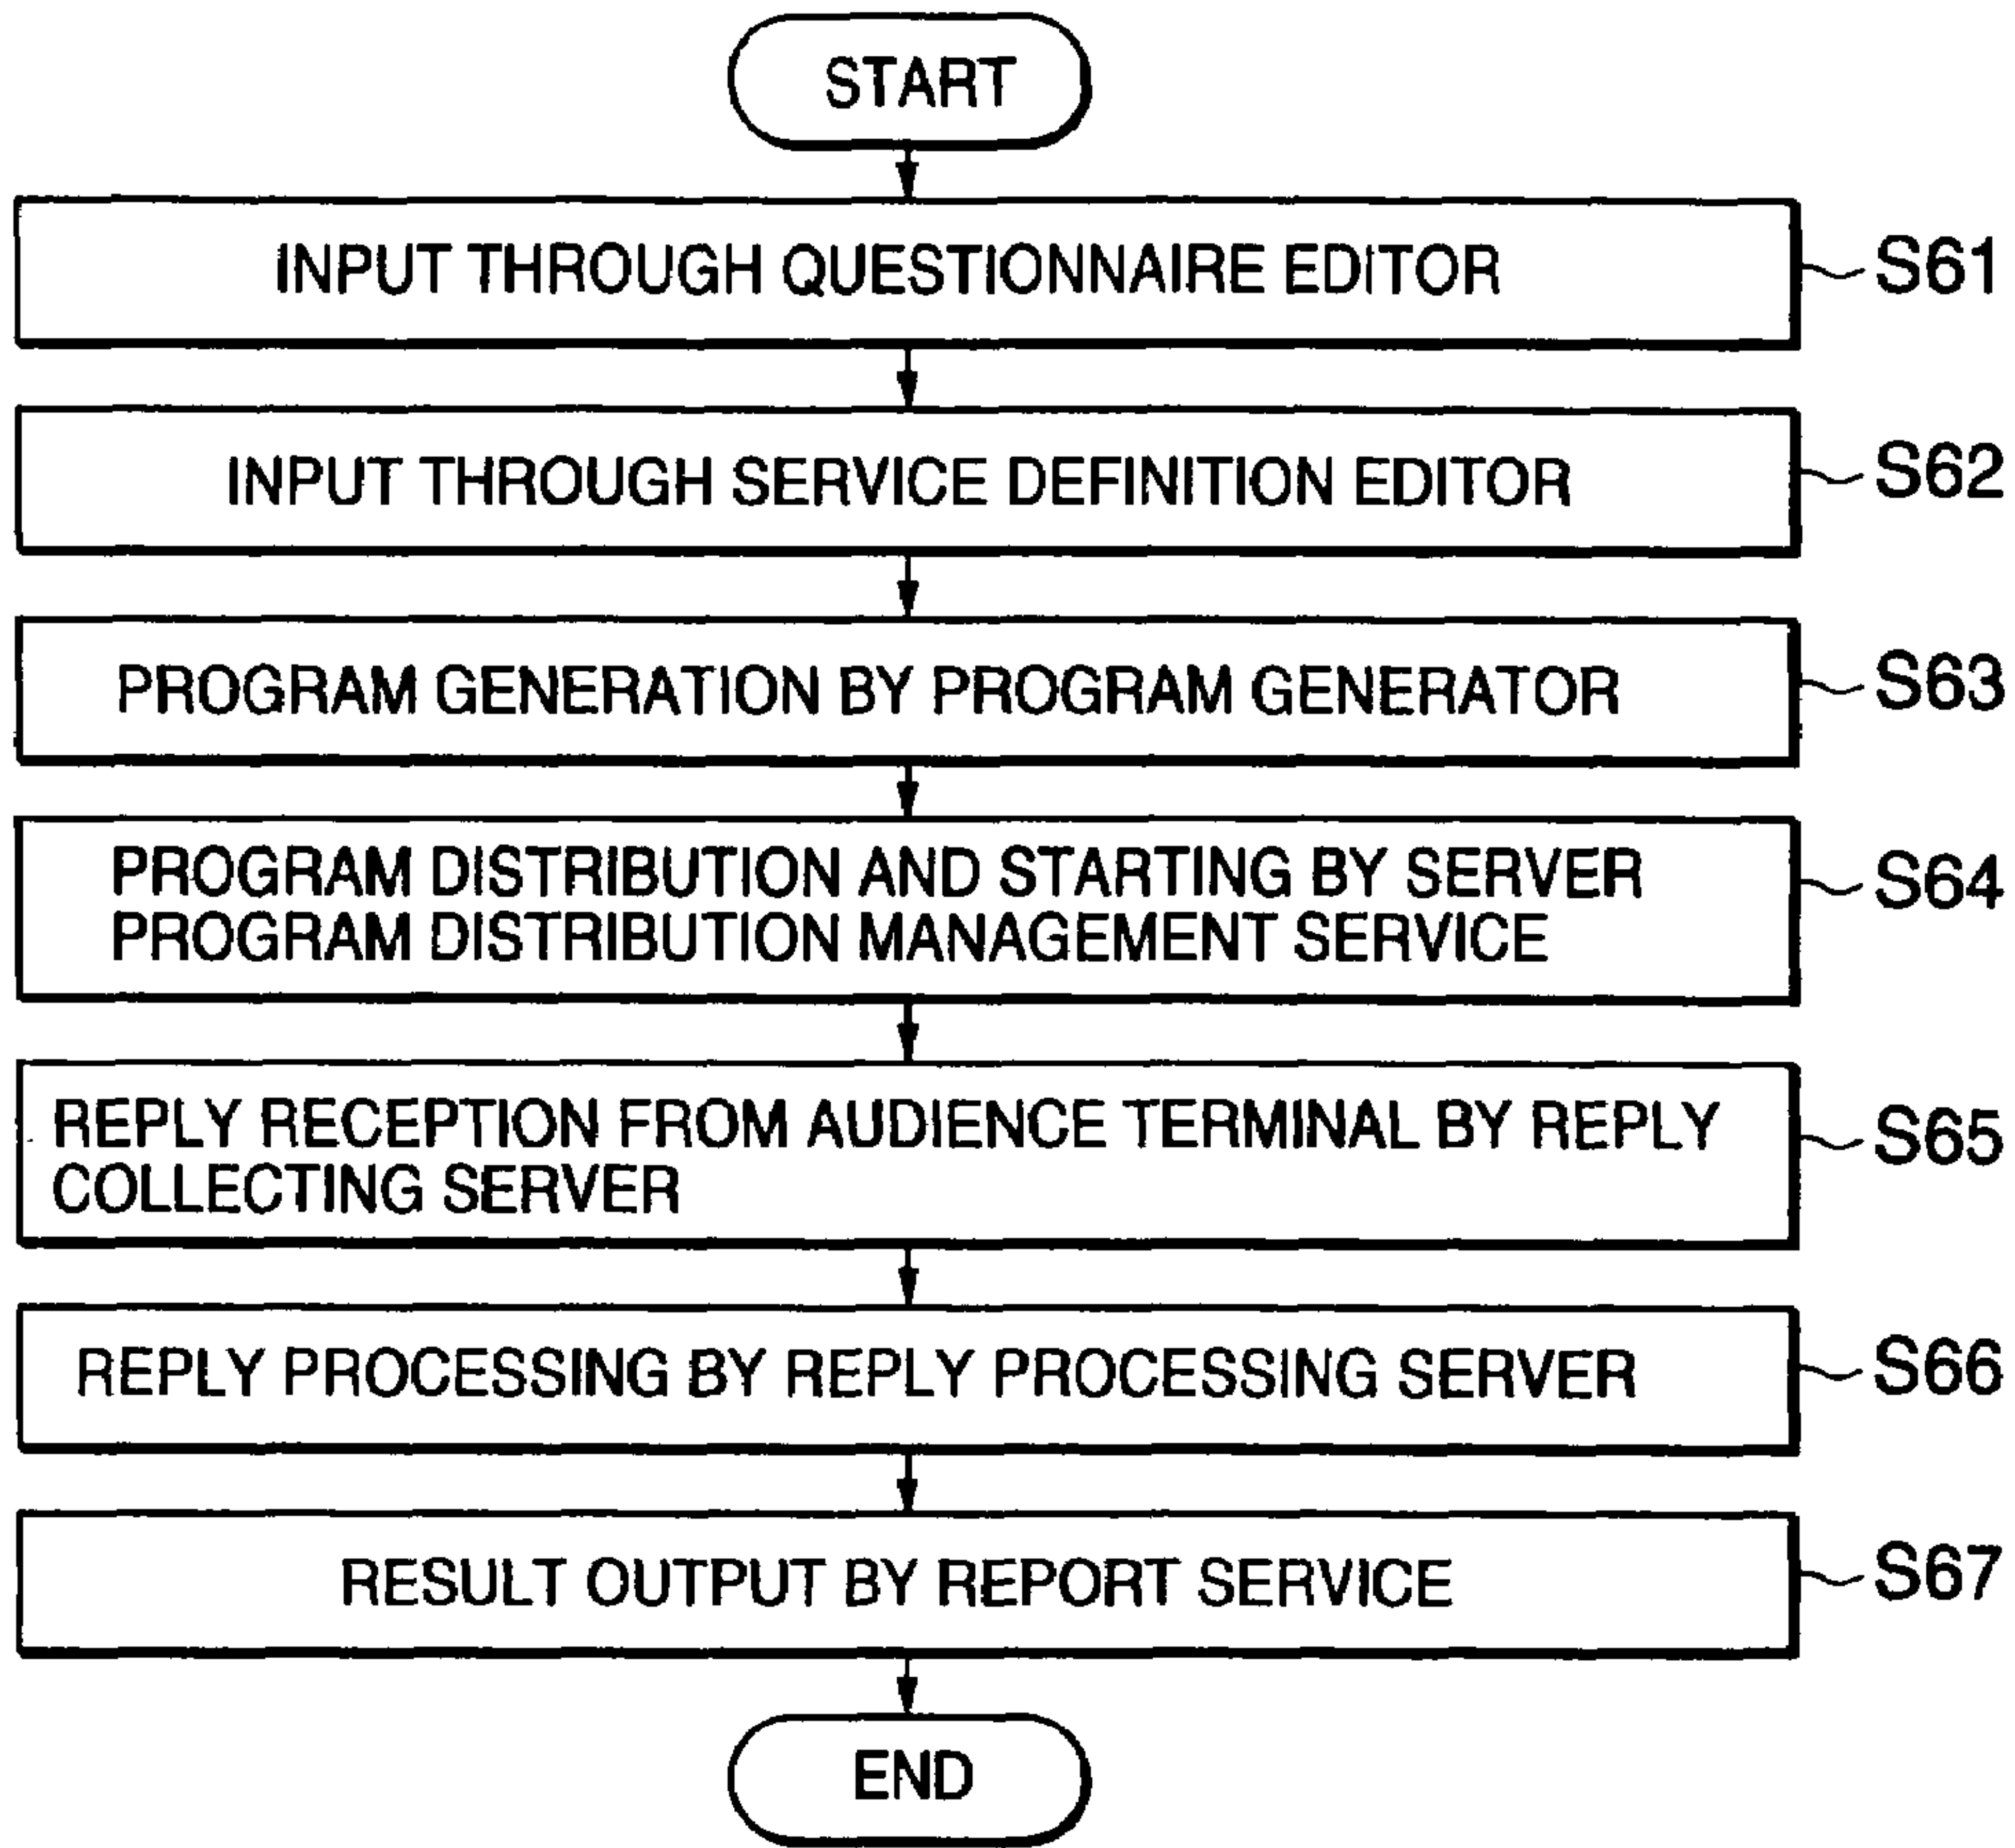 START
INPUT THROUGH QUESTIONNAIRE EDITOR
S61
INPUT THROUGH SERVICE DEFINITION EDITOR
S62
PROGRAM GENERATION BY PROGRAM GENERATOR
S63
PROGRAM DISTRIBUTION AND STARTING BY SERVER
PROGRAM DISTRIBUTION MANAGEMENT SERVICE
S64
REPLY RECEPTION FROM AUDIENCE TERMINAL BY REPLY
COLLECTING SERVER
S65
REPLY PROCESSING BY REPLY PROCESSING SERVER
S66
RESULT OUTPUT BY REPORT SERVICE
S67
END